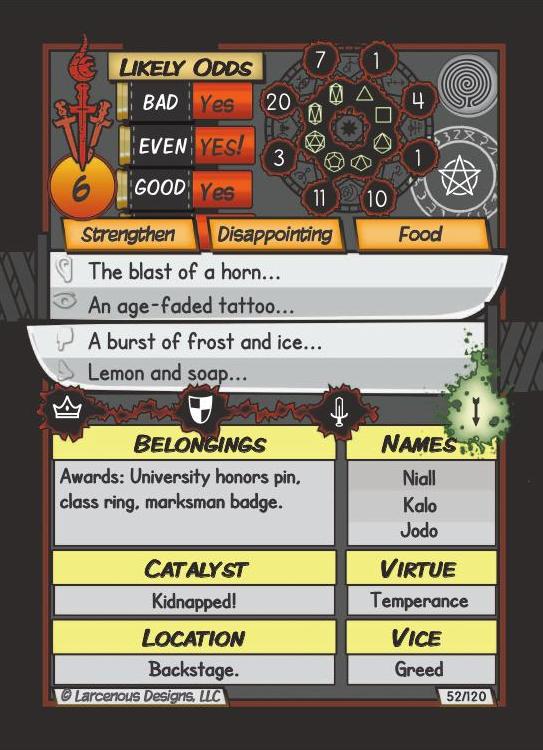 LIKELY ODDS
BAD Yes
EVEN YES!
GOOD Yes
6
7 1
20 4
3 1
11 10
Strengthen Disappointing Food
The blast of a horn...
An age-faded tattoo...
A burst of frost and ice...
Lemon and soap...
BELONGINGS
Awards: University honors pin,
class ring, marksman badge.
NAMES
Niall
Kalo
Jodo
CATALYST
Kidnapped!
VIRTUE
Temperance
LOCATION
Backstage.
VICE
Greed
© Larcenous Designs, LLC
52/120